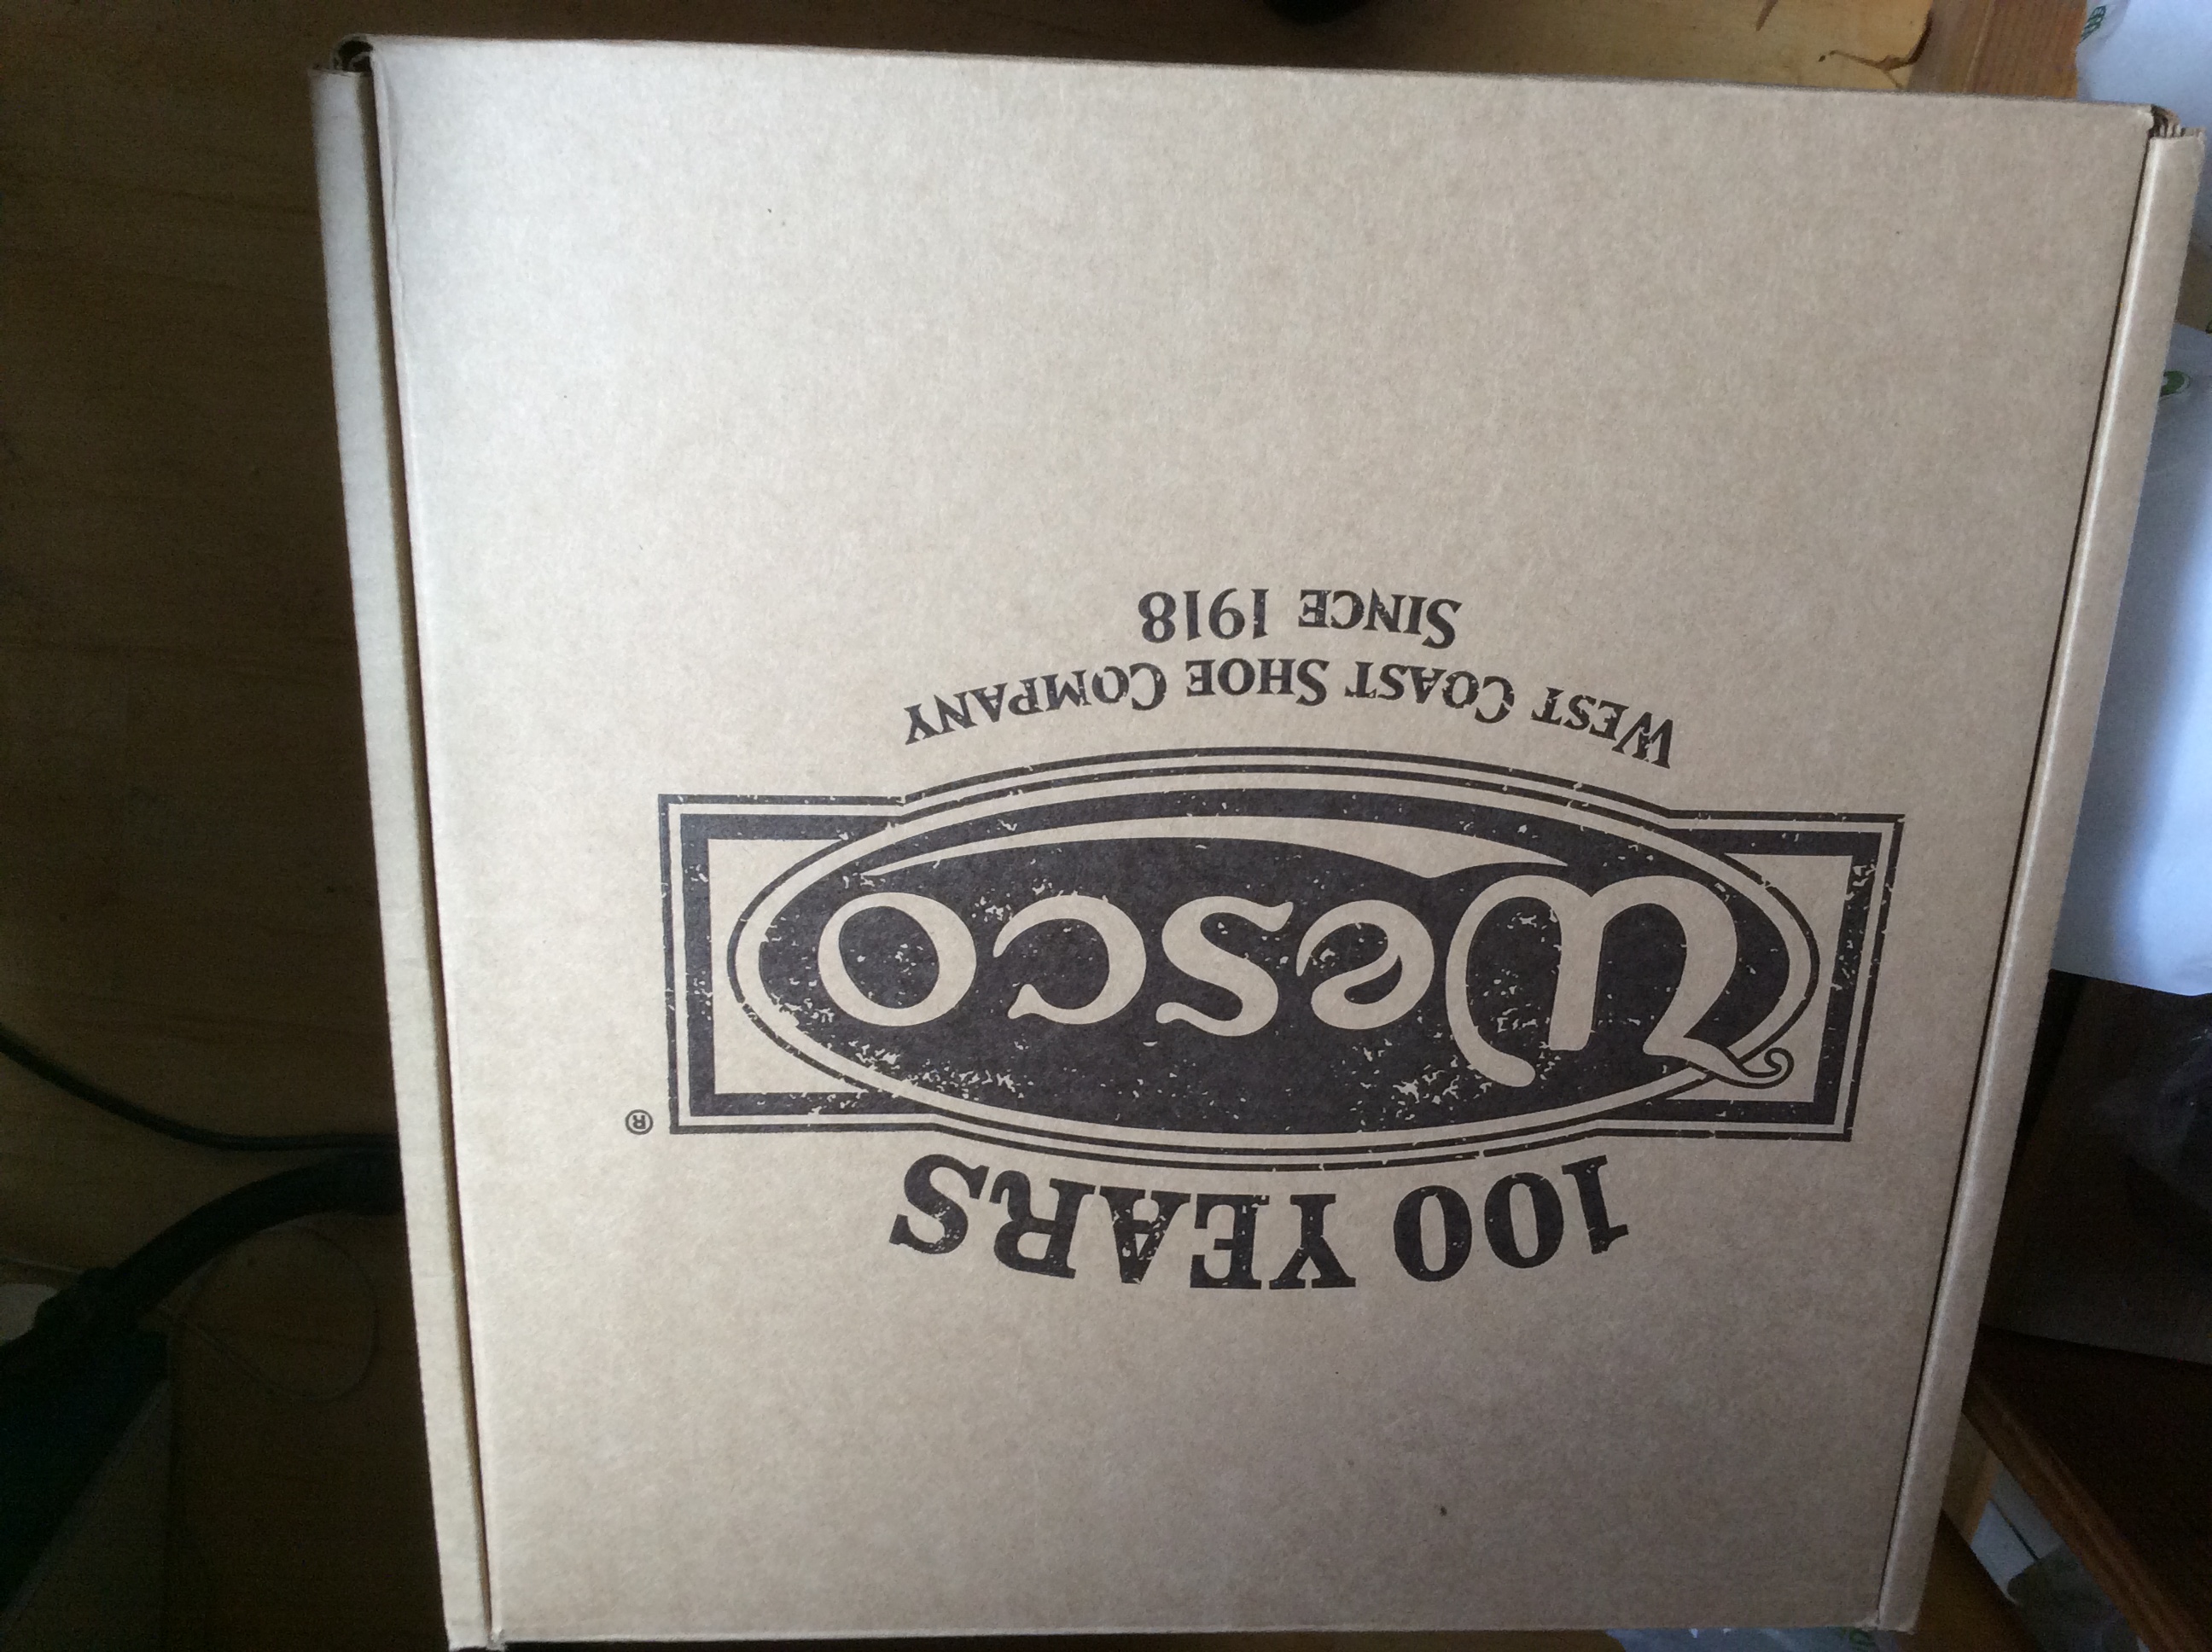 100 YEARS
Wesco
®
WEST COAST SHOE COMPANY
SINCE 1918